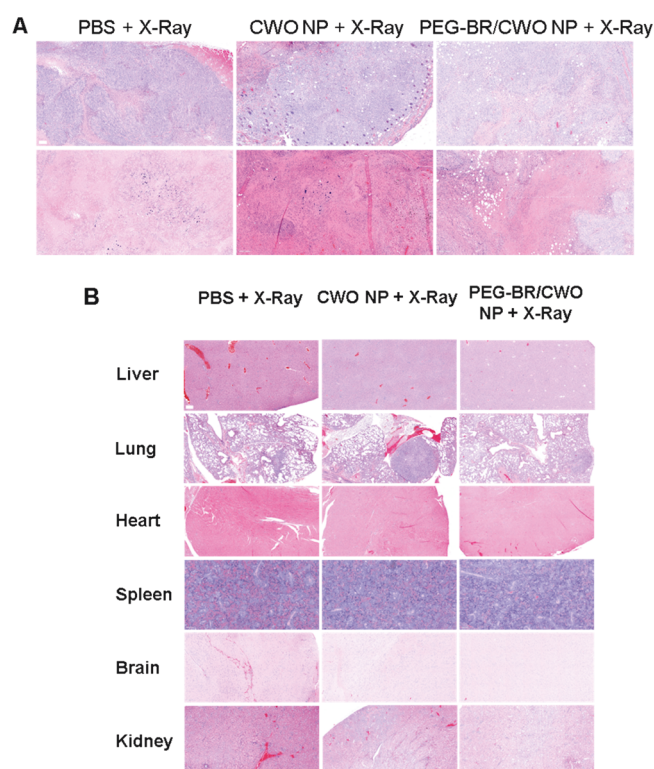 A
PBS + X-Ray CWO NP + X-Ray PEG-BR/CWO NP + X-Ray
B
PBS + X-Ray CWO NP + X-Ray PEG-BR/CWO
NP + X-Ray
Liver
Lung
Heart
Spleen
Brain
Kidney